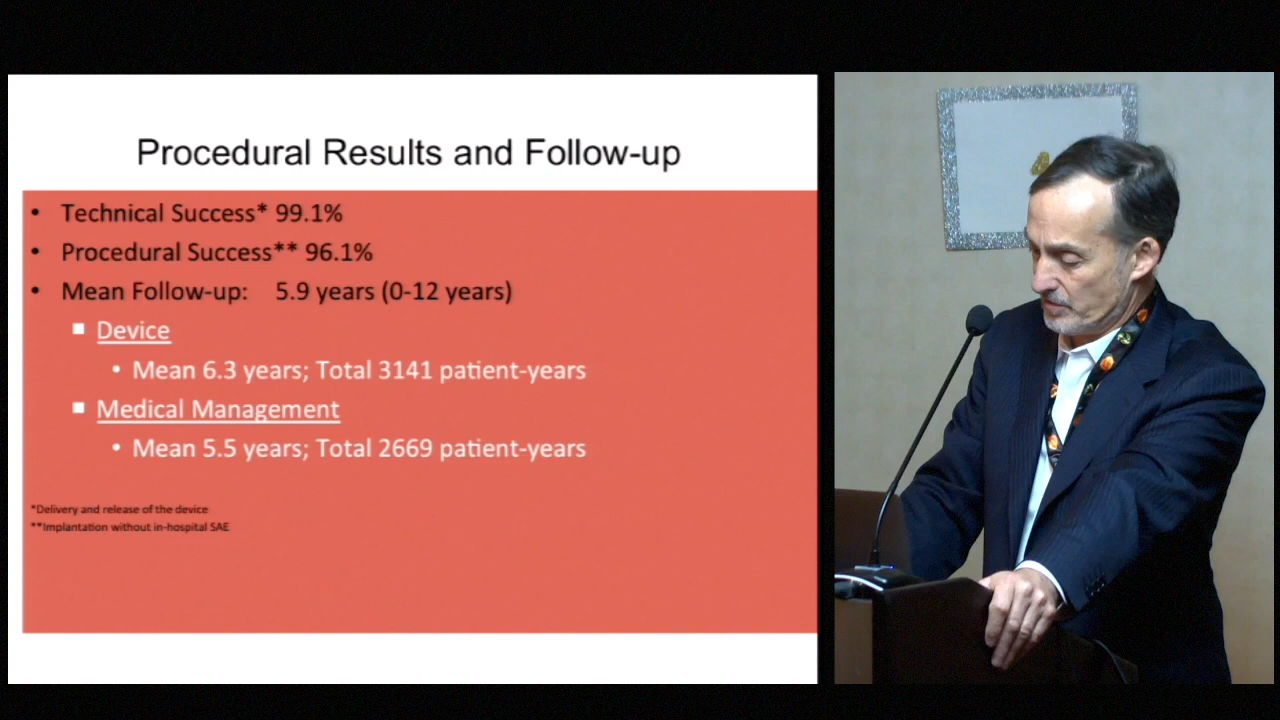 Procedural Results and Follow-up
• Technical Success* 99.1%
• Procedural Success** 96.1%
• Mean Follow-up: 5.9 years (0-12 years)
▪ Device
• Mean 6.3 years; Total 3141 patient-years
▪ Medical Management
• Mean 5.5 years; Total 2669 patient-years
*Delivery and release of the device
**Implantation without in-hospital SAE